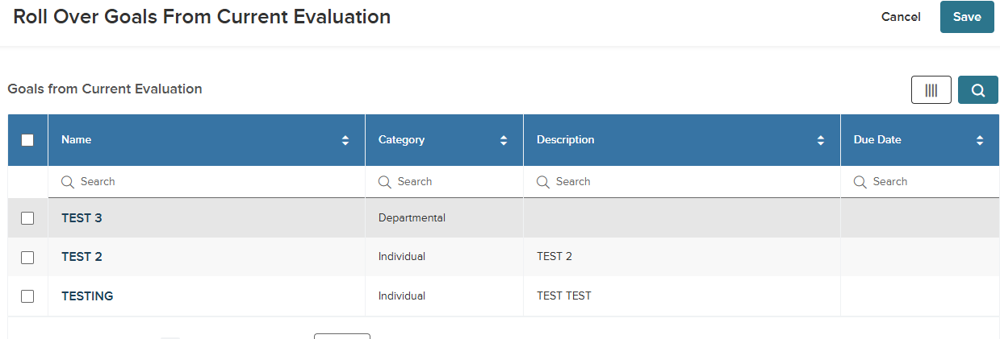 Roll Over Goals From Current Evaluation
Cancel
Save
Goals from Current Evaluation
Name Category Description Due Date
Search Search Search Search
TEST 3 Departmental
TEST 2 Individual TEST 2
TESTING Individual TEST TEST